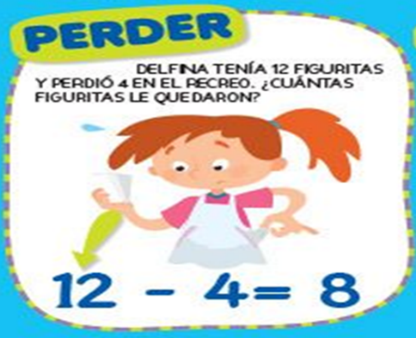 PERDER
DELFINA TENÍA 12 FIGURITAS
Y PERDIÓ 4 EN EL RECREO. ¿CUÁNTAS
FIGURITAS LE QUEDARON?
12 - 4= 8